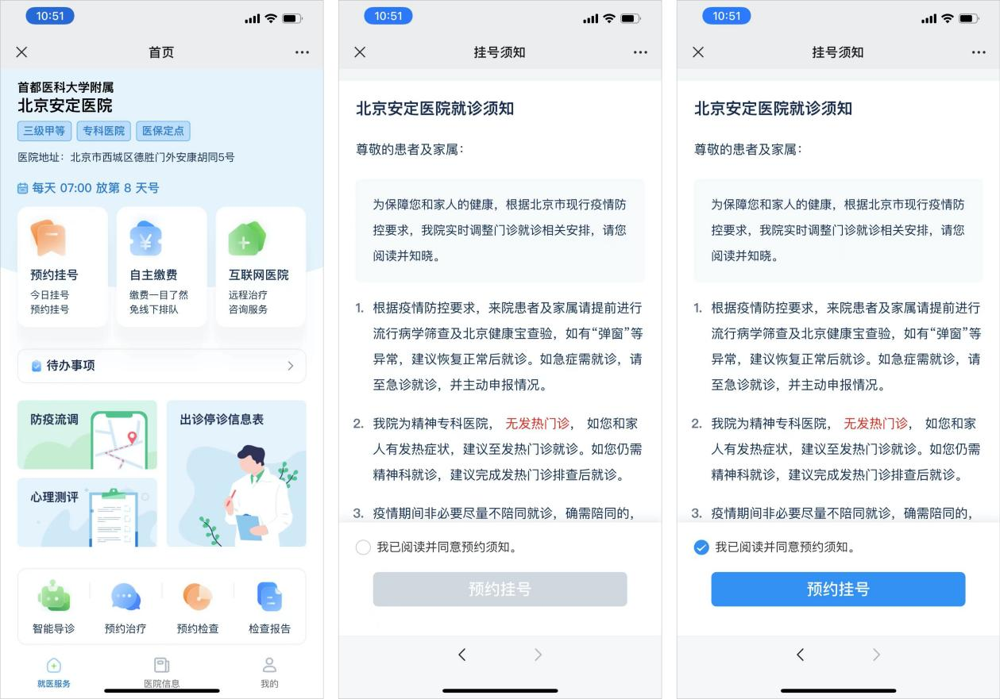 10:51
首页
首都医科大学附属
北京安定医院
三级甲等 专科医院 医保定点
医院地址：北京市西城区德胜门外安康胡同5号
每天 07:00 放第 8 天号
预约挂号
今日挂号
预约挂号
自主缴费
缴费一目了然
免线下排队
互联网医院
远程治疗
咨询服务
待办事项
防疫流调
出诊停诊信息表
心理测评
智能导诊 预约治疗 预约检查 检查报告
就医服务 医院信息 我的
10:51
挂号须知
北京安定医院就诊须知
尊敬的患者及家属：
为保障您和家人的健康，根据北京市现行疫情防
控要求，我院实时调整门诊就诊相关安排，请您
阅读并知晓。
1. 根据疫情防控要求，来院患者及家属请提前进行
流行病学筛查及北京健康宝查验，如有“弹窗”等
异常，建议恢复正常后就诊。如急症需就诊，请
至急诊就诊，并主动申报情况。
2. 我院为精神专科医院， 无发热门诊， 如您和家
人有发热症状，建议至发热门诊就诊。如您仍需
精神科就诊，建议完成发热门诊排查后就诊。
3. 疫情期间非必要尽量不陪同就诊，确需陪同的，
我已阅读并同意预约须知。
预约挂号
10:51
挂号须知
北京安定医院就诊须知
尊敬的患者及家属：
为保障您和家人的健康，根据北京市现行疫情防
控要求，我院实时调整门诊就诊相关安排，请您
阅读并知晓。
1. 根据疫情防控要求，来院患者及家属请提前进行
流行病学筛查及北京健康宝查验，如有“弹窗”等
异常，建议恢复正常后就诊。如急症需就诊，请
至急诊就诊，并主动申报情况。
2. 我院为精神专科医院， 无发热门诊， 如您和家
人有发热症状，建议至发热门诊就诊。如您仍需
精神科就诊，建议完成发热门诊排查后就诊。
3. 疫情期间非必要尽量不陪同就诊，确需陪同的，
我已阅读并同意预约须知。
预约挂号